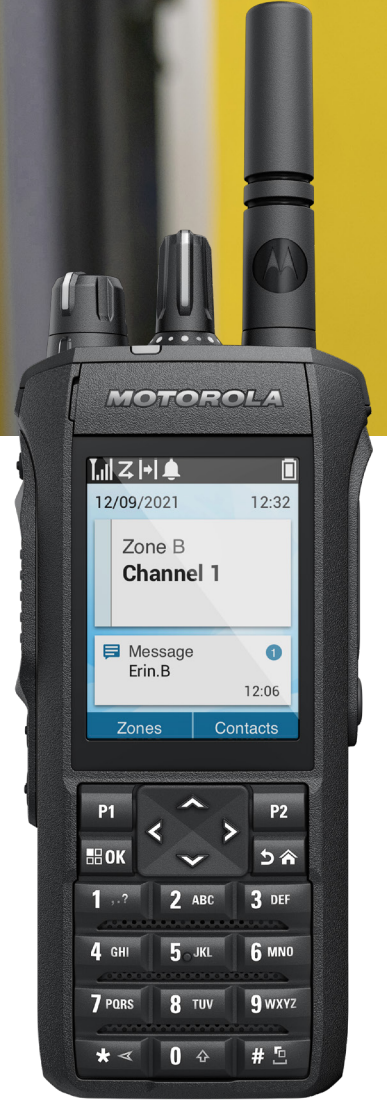 MOTOROLA
12/09/2021 12:32
Zone B
Channel 1
Message 1
Erin.B
12:06
Zones Contacts
P1 P2
OK
1 ,.? 2 ABC 3 DEF
4 GHI 5 JKL 6 MNO
7 PQRS 8 TUV 9 WXYZ
* 0 #